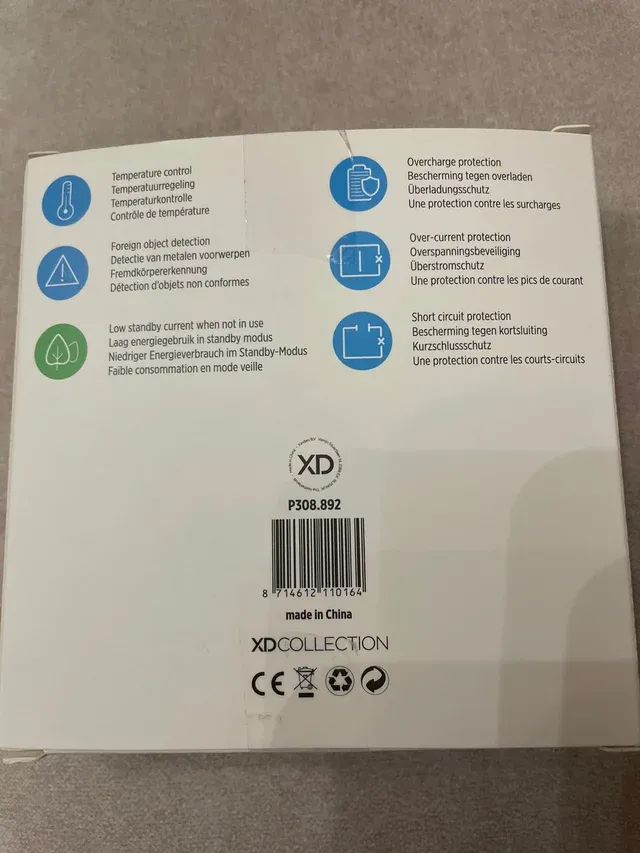 Temperature control
Temperatuurregeling
Temperaturkontrolle
Contrôle de température
Foreign object detection
Detectie van metalen voorwerpen
Fremdkörpererkennung
Détection d'objets non conformes
Low standby current when not in use
Laag energiegebruik in standby modus
Niedriger Energieverbrauch im Standby-Modus
Faible consommation en mode veille
Overcharge protection
Bescherming tegen overladen
Überladungsschutz
Une protection contre les surcharges
Over-current protection
Overspanningsbeveiliging
Überstromschutz
Une protection contre les pics de courant
Short circuit protection
Bescherming tegen kortsluiting
Kurzschlussschutz
Une protection contre les courts-circuits
XD
P308.892
8 714612 110164
made in China
XDCOLLECTION
CE